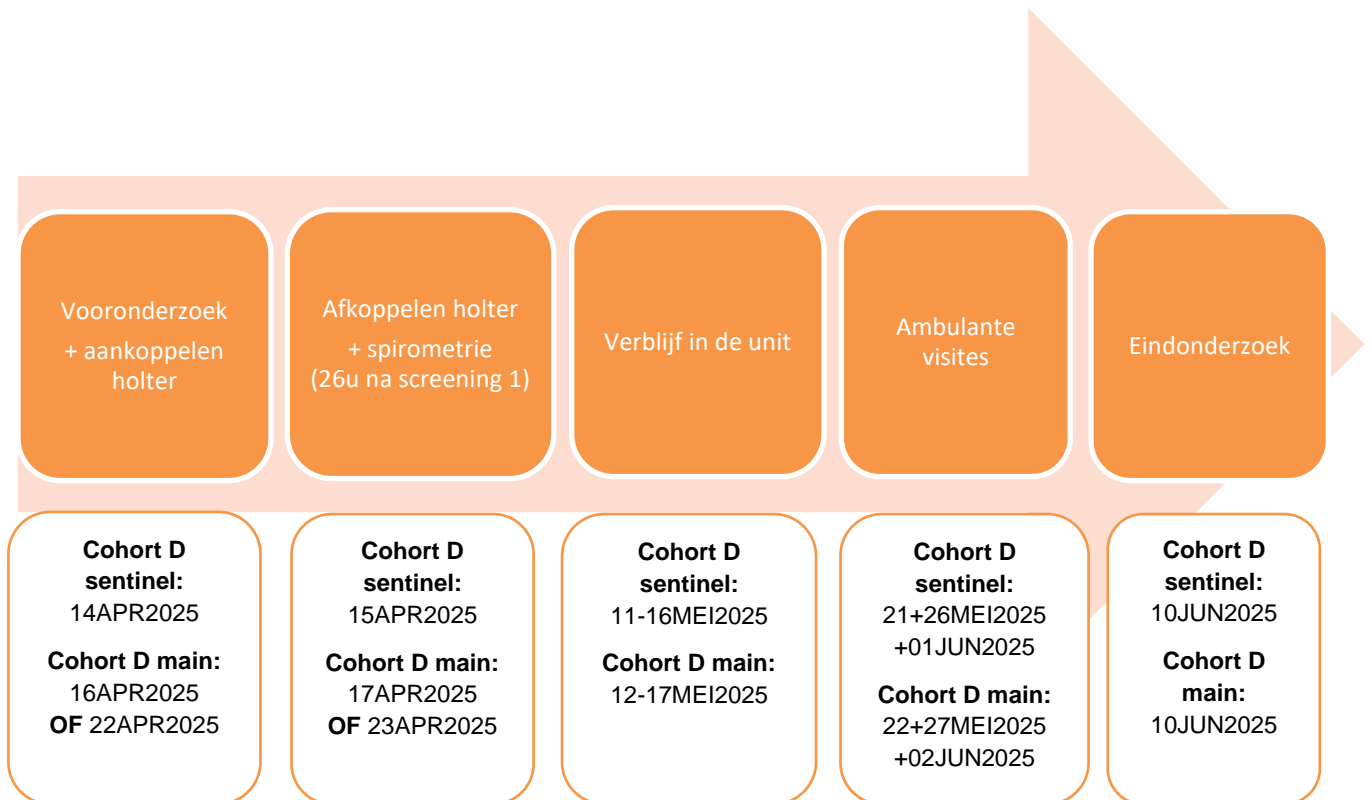 Vooronderzoek
+ aankoppelen
holter
Afkoppelen holter
+ spirometrie
(26u na screening 1)
Verblijf in de unit
Ambulante
visites
Eindonderzoek
Cohort D
sentinel:
14APR2025
Cohort D main:
16APR2025
OF 22APR2025
Cohort D
sentinel:
15APR2025
Cohort D main:
17APR2025
OF 23APR2025
Cohort D
sentinel:
11-16MEI2025
Cohort D main:
12-17MEI2025
Cohort D
sentinel:
21+26MEI2025
+01JUN2025
Cohort D main:
22+27MEI2025
+02JUN2025
Cohort D
sentinel:
10JUN2025
Cohort D
main:
10JUN2025